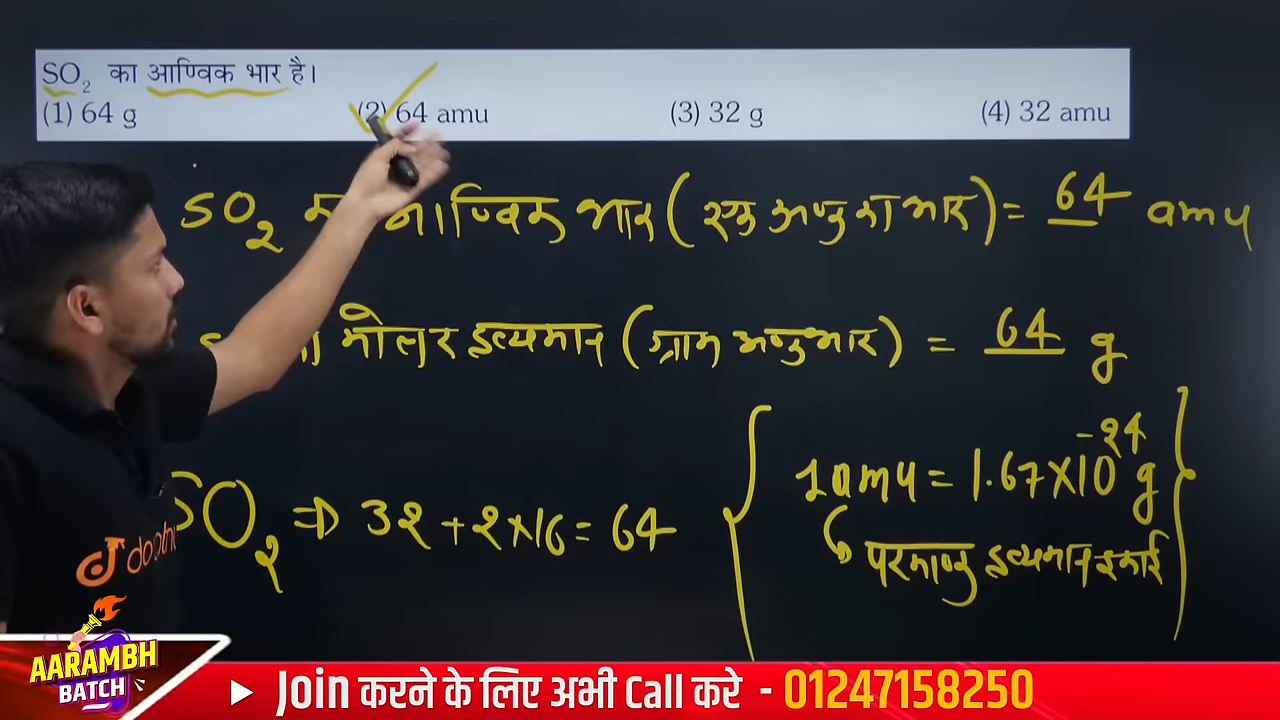 SO₂ का आण्विक भार है।
(1) 64 g (2) 64 amu (3) 32 g (4) 32 amu
SO₂ आण्विक भार (एक अणु का भार) = 64 amu
मोलर द्रव्यमान (ग्राम अणुभार) = 64 g
1 amu = 1.67×10⁻²⁴ g
परमाणु द्रव्यमान इकाई
SO₂ ⇒ 32 + 2×16 = 64
AARAMBH
BATCH
Join करने के लिए अभी Call करे - 01247158250